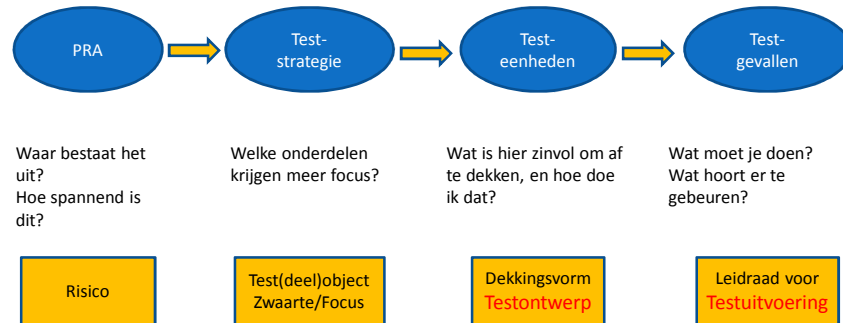 PRA
Test-
strategie
Test-
eenheden
Test-
gevallen
Waar bestaat het
uit?
Hoe spannend is
dit?
Welke onderdelen
krijgen meer focus?
Wat is hier zinvol om af
te dekken, en hoe doe
ik dat?
Wat moet je doen?
Wat hoort er te
gebeuren?
Risico
Test(deel)object
Zwaarte/Focus
Dekkingsvorm
Testontwerp
Leidraad voor
Testuitvoering